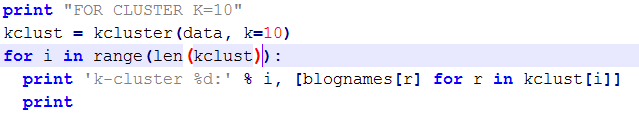 print "FOR CLUSTER K=10"
kclust = kcluster(data, k=10)
for i in range(len(kclust)):
  print 'k-cluster %d:' % i, [blognames[r] for r in kclust[i]]
  print